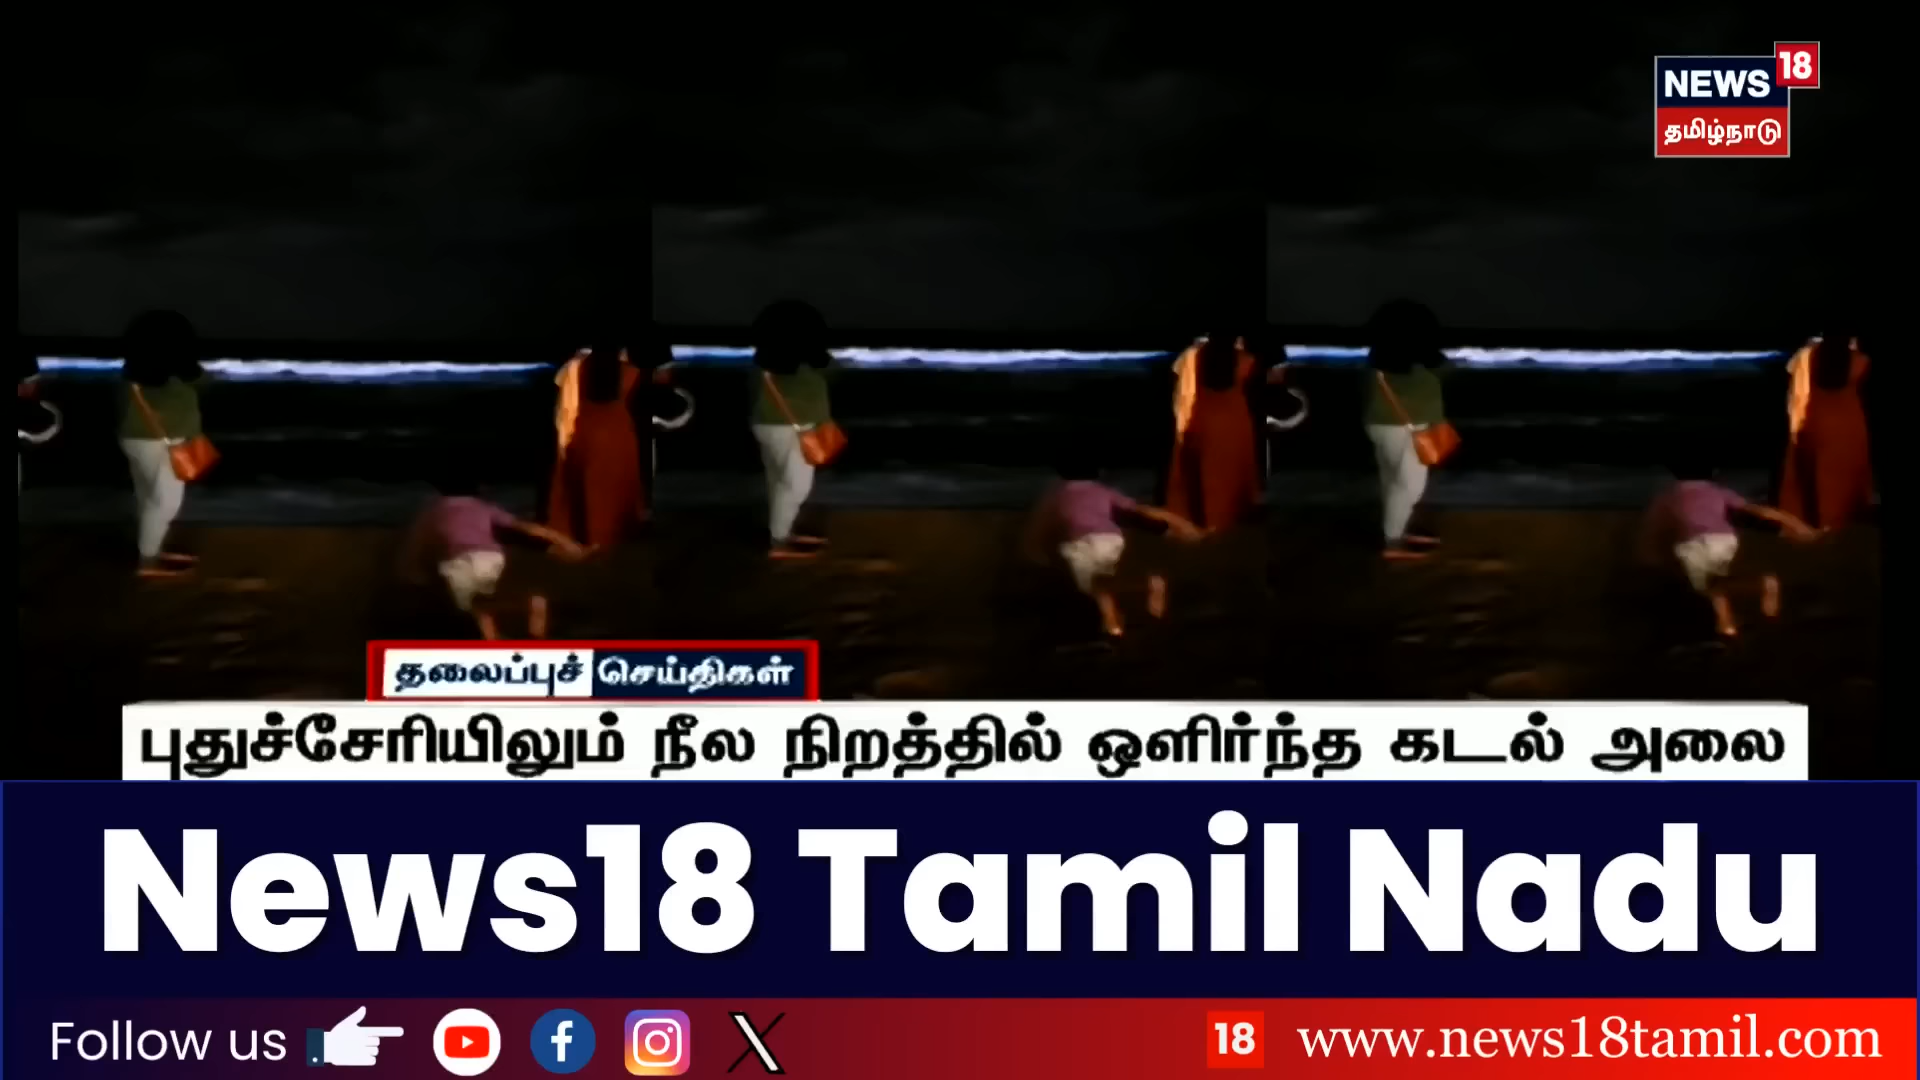 NEWS 18
தமிழ்நாடு
தலைப்புச் செய்திகள்
புதுச்சேரியிலும் நீல நிறத்தில் ஒளிர்ந்த கடல் அலை
News18 Tamil Nadu
Follow us
18 www.news18tamil.com